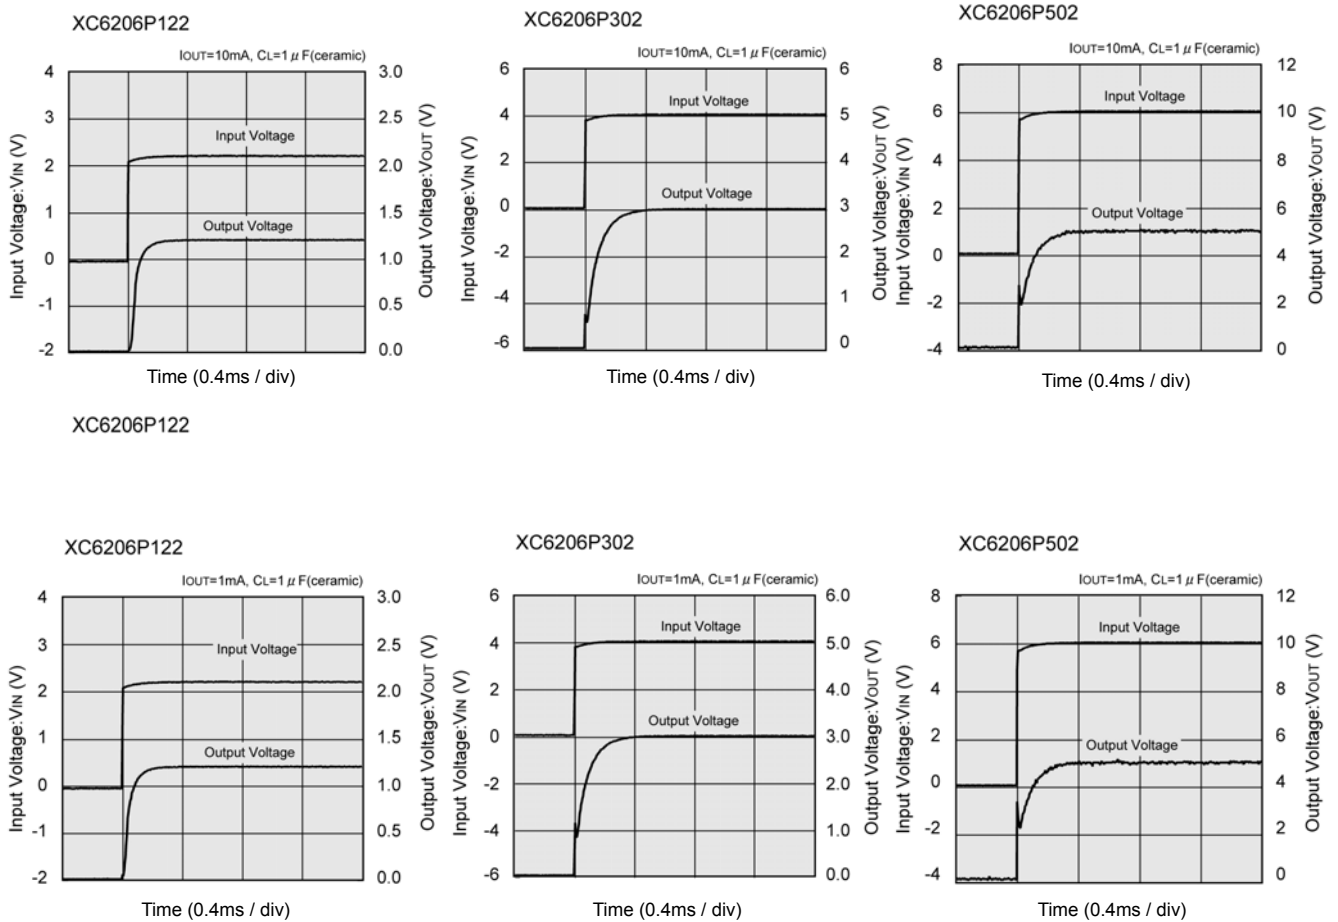 XC6206P122
IOUT=10mA, CL=1 μ F(ceramic)
4
3
2
1
0
-1
-2
Input Voltage:VIN (V)
3.0
2.5
2.0
1.5
1.0
0.5
0.0
Output Voltage:VOUT (V)
Input Voltage
Output Voltage
Time (0.4ms / div)
XC6206P302
IOUT=10mA, CL=1 μ F(ceramic)
6
4
2
0
-2
-4
-6
Input Voltage:VIN (V)
6
5
4
3
2
1
0
Output Voltage:VOUT (V)
Input Voltage
Output Voltage
Time (0.4ms / div)
XC6206P502
IOUT=10mA, CL=1 μ F(ceramic)
8
6
4
2
0
-2
-4
Input Voltage:VIN (V)
12
10
8
6
4
2
0
Output Voltage:VOUT (V)
Input Voltage
Output Voltage
Time (0.4ms / div)
XC6206P122
XC6206P122
IOUT=1mA, CL=1 μ F(ceramic)
4
3
2
1
0
-1
-2
Input Voltage:VIN (V)
3.0
2.5
2.0
1.5
1.0
0.5
0.0
Output Voltage:VOUT (V)
Input Voltage
Output Voltage
Time (0.4ms / div)
XC6206P302
IOUT=1mA, CL=1 μ F(ceramic)
6
4
2
0
-2
-4
-6
Input Voltage:VIN (V)
6.0
5.0
4.0
3.0
2.0
1.0
0.0
Output Voltage:VOUT (V)
Input Voltage
Output Voltage
Time (0.4ms / div)
XC6206P502
IOUT=1mA, CL=1 μ F(ceramic)
8
6
4
2
0
-2
-4
Input Voltage:VIN (V)
12
10
8
6
4
2
0
Output Voltage:VOUT (V)
Input Voltage
Output Voltage
Time (0.4ms / div)